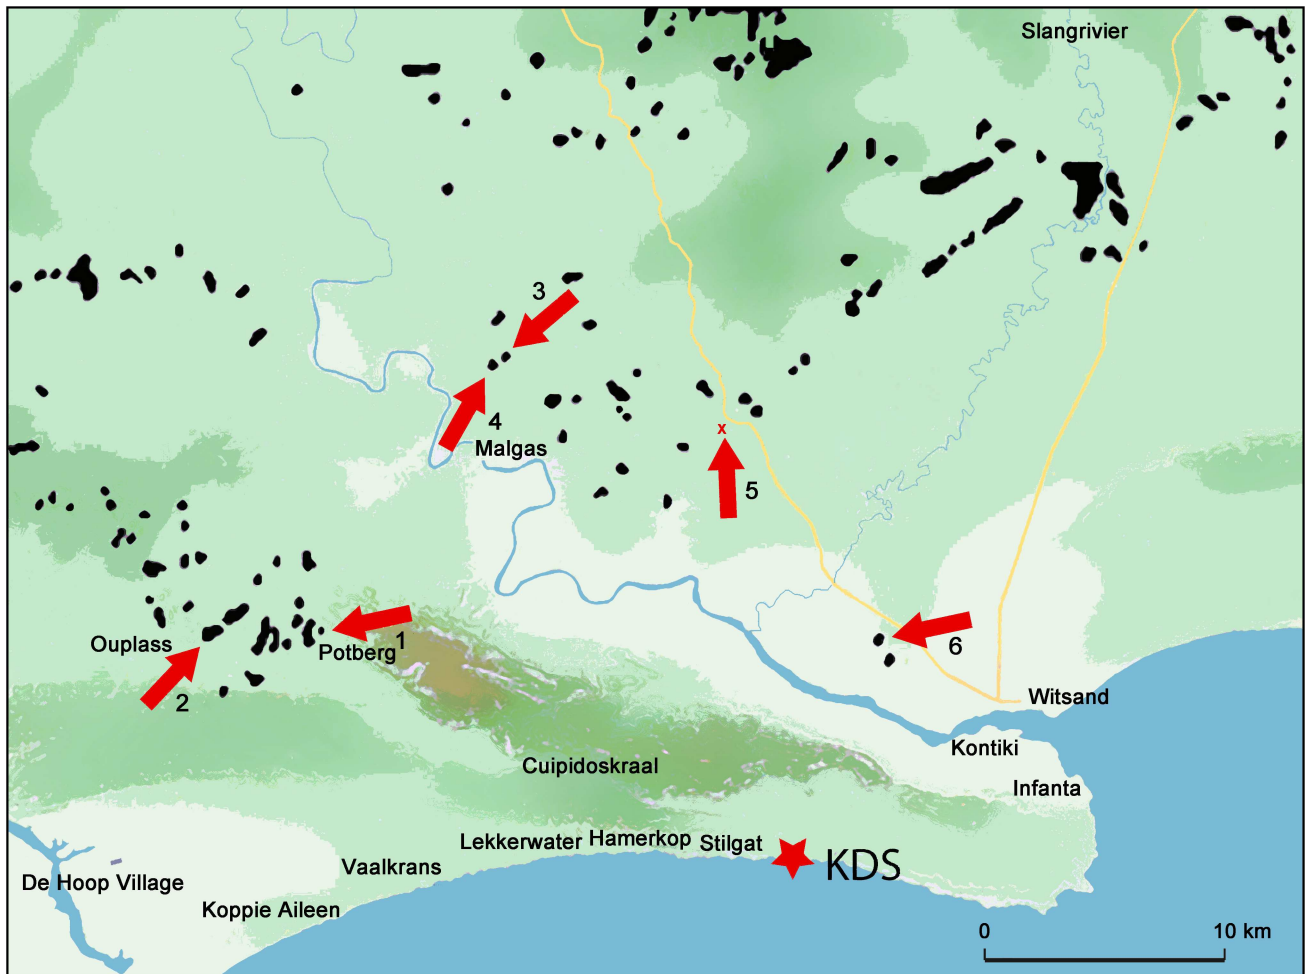 Slangrivier
3
4
Malgas
x
5
Ouplass
1
Potberg
2
6
Witsand
Kontiki
Cuipidoskraal
Infanta
Lekkerwater
Hamerkop
Stilgat
KDS
Vaalkrans
De Hoop Village
Koppie Aileen
0
10 km